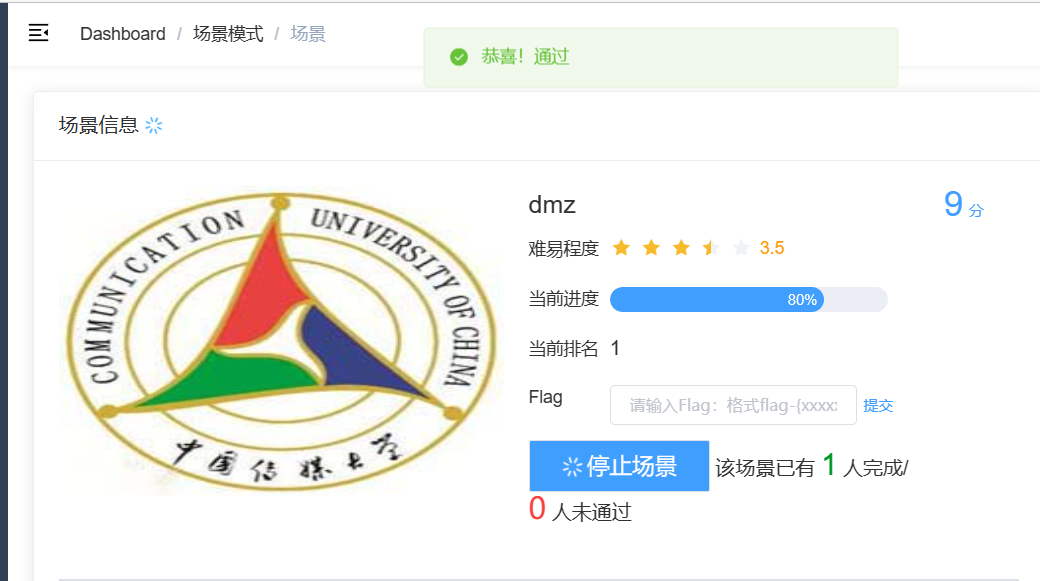 Dashboard / 场景模式 / 场景
恭喜！通过
场景信息
COMMUNICATION UNIVERSITY OF CHINA
中国传媒大学
dmz
9 分
难易程度 3.5
当前进度 80%
当前排名 1
Flag 请输入Flag：格式flag-{xxxx 提交
停止场景 该场景已有 1 人完成/
0 人未通过